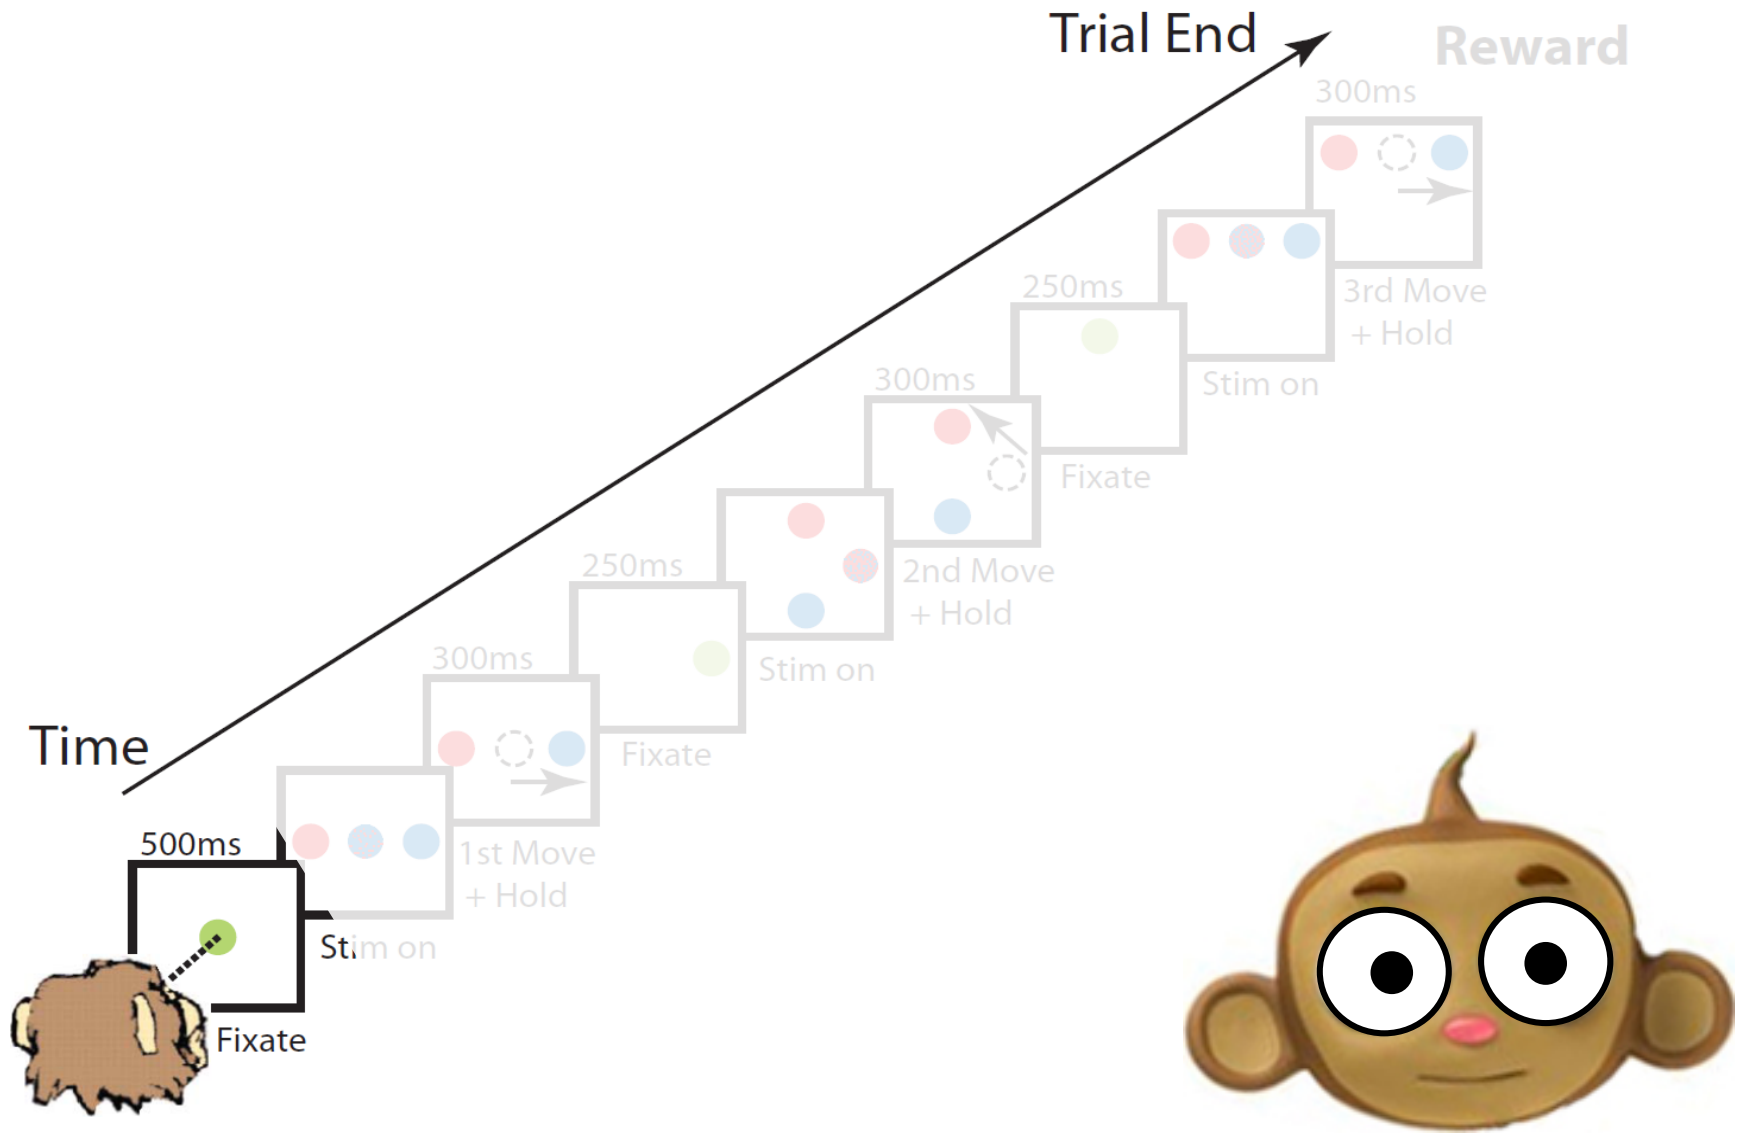 Trial End
Reward
300ms
3rd Move
+ Hold
250ms
Stim on
300ms
Fixate
2nd Move
+ Hold
250ms
Stim on
300ms
Fixate
Time
1st Move
+ Hold
500ms
Stim on
Fixate